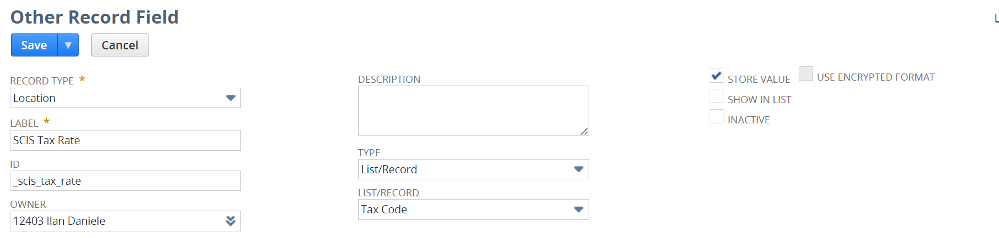 Other Record Field
L
Save
Cancel
RECORD TYPE *
Location
LABEL *
SCIS Tax Rate
ID
_scis_tax_rate
OWNER
12403 Ilan Daniele
DESCRIPTION
TYPE
List/Record
LIST/RECORD
Tax Code
STORE VALUE
USE ENCRYPTED FORMAT
SHOW IN LIST
INACTIVE